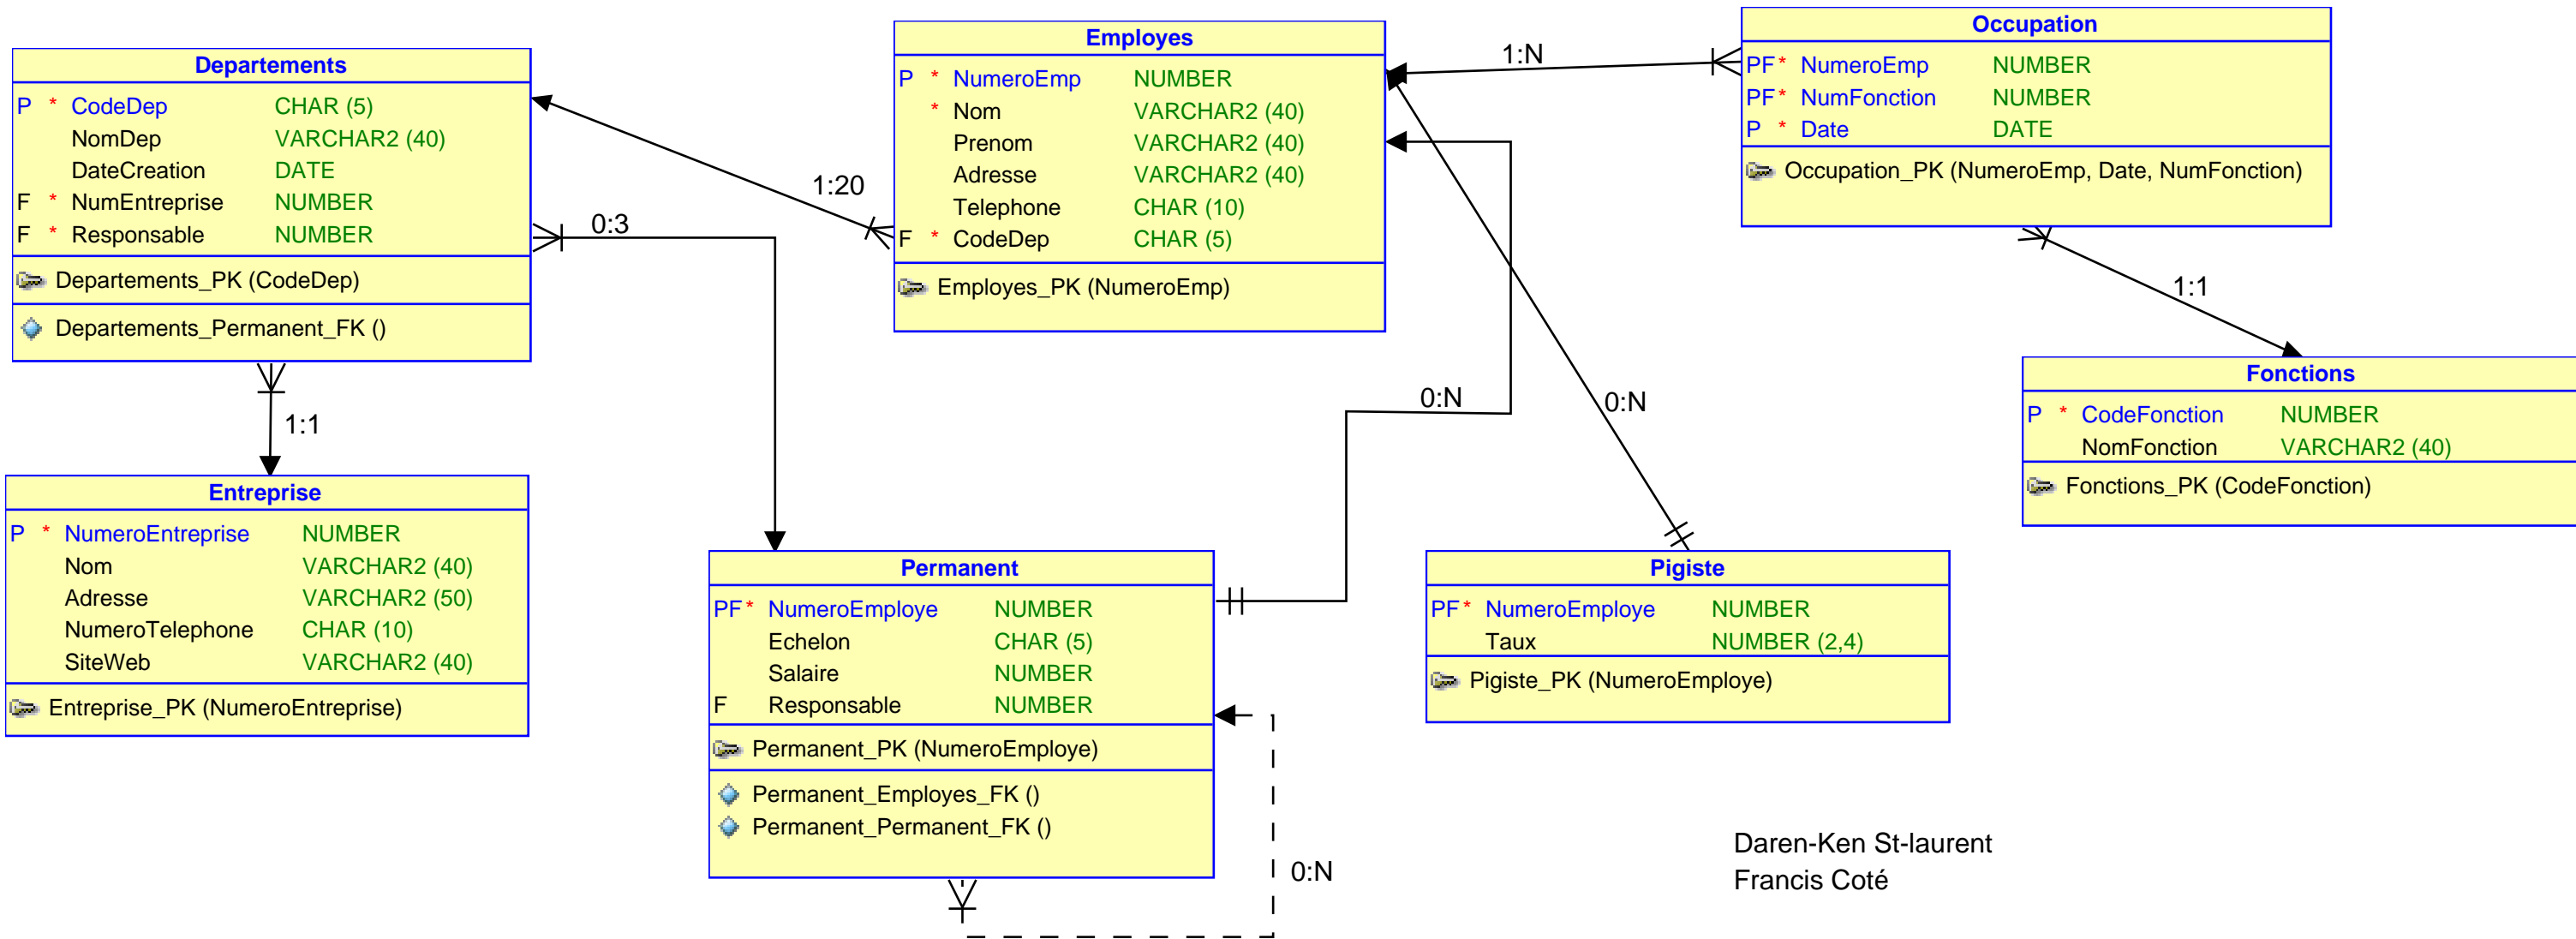 Departements
P * CodeDep CHAR (5)
NomDep VARCHAR2 (40)
DateCreation DATE
F * NumEntreprise NUMBER
F * Responsable NUMBER
Departements_PK (CodeDep)
Departements_Permanent_FK ()
Employes
P * NumeroEmp NUMBER
* Nom VARCHAR2 (40)
Prenom VARCHAR2 (40)
Adresse VARCHAR2 (40)
Telephone CHAR (10)
F * CodeDep CHAR (5)
Employes_PK (NumeroEmp)
Occupation
PF* NumeroEmp NUMBER
PF* NumFonction NUMBER
P * Date DATE
Occupation_PK (NumeroEmp, Date, NumFonction)
1:N
1:20
0:3
1:1
1:1
0:N
0:N
Fonctions
P * CodeFonction NUMBER
NomFonction VARCHAR2 (40)
Fonctions_PK (CodeFonction)
Entreprise
P * NumeroEntreprise NUMBER
Nom VARCHAR2 (40)
Adresse VARCHAR2 (50)
NumeroTelephone CHAR (10)
SiteWeb VARCHAR2 (40)
Entreprise_PK (NumeroEntreprise)
Permanent
PF* NumeroEmploye NUMBER
Echelon CHAR (5)
Salaire NUMBER
F Responsable NUMBER
Permanent_PK (NumeroEmploye)
Permanent_Employes_FK ()
Permanent_Permanent_FK ()
0:N
Pigiste
PF* NumeroEmploye NUMBER
Taux NUMBER (2,4)
Pigiste_PK (NumeroEmploye)
Daren-Ken St-laurent
Francis Coté